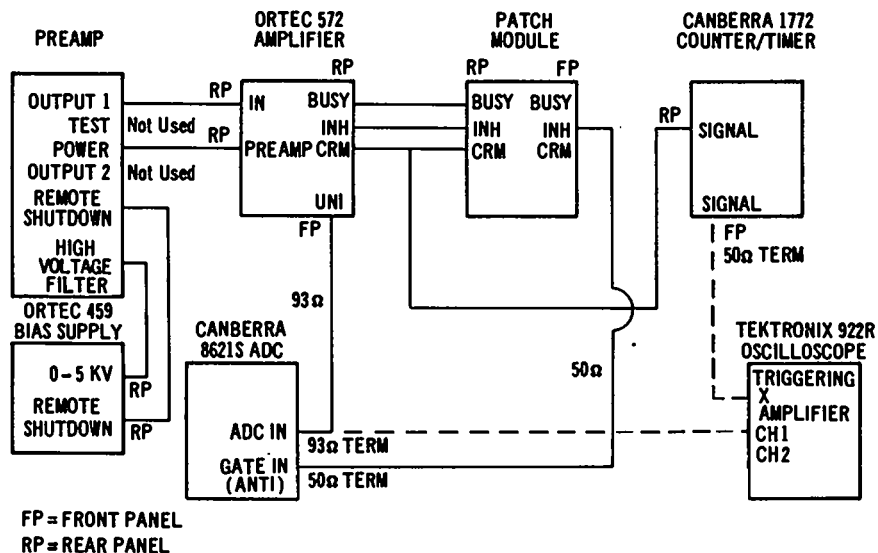 PREAMP
ORTEC 572
AMPLIFIER
PATCH
MODULE
CANBERRA 1772
COUNTER/TIMER
RP
RP
FP
OUTPUT 1
RP
IN
BUSY
BUSY
BUSY
RP
TEST
Not Used
INH
INH
INH
SIGNAL
POWER
RP
PREAMP
CRM
CRM
CRM
OUTPUT 2
Not Used
REMOTE
SHUTDOWN
UNI
SIGNAL
FP
FP
50Ω TERM
HIGH
VOLTAGE
FILTER
93Ω
ORTEC 459
BIAS SUPPLY
CANBERRA
8621S ADC
TEKTRONIX 922R
OSCILLOSCOPE
0-5 KV
RP
50Ω
TRIGGERING
X
REMOTE
SHUTDOWN
RP
AMPLIFIER
ADC IN
93Ω TERM
CH1
CH2
GATE IN
(ANTI)
50Ω TERM
FP = FRONT PANEL
RP = REAR PANEL